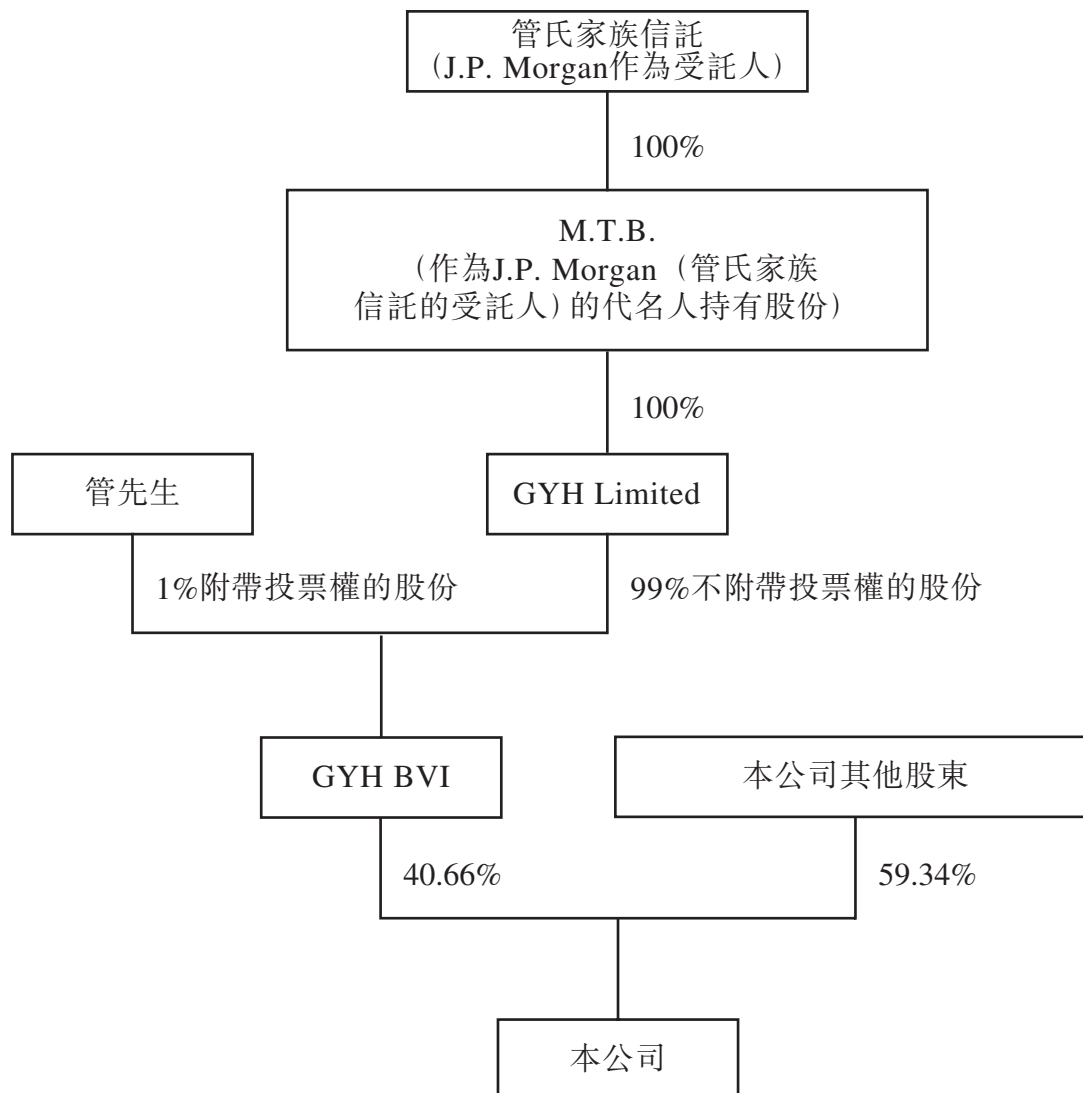 管氏家族信託
（J.P. Morgan作為受託人）
100%
M.T.B.
（作為J.P. Morgan（管氏家族
信託的受託人）的代名人持有股份）
100%
管先生
GYH Limited
1%附帶投票權的股份
99%不附帶投票權的股份
GYH BVI
本公司其他股東
40.66%
59.34%
本公司